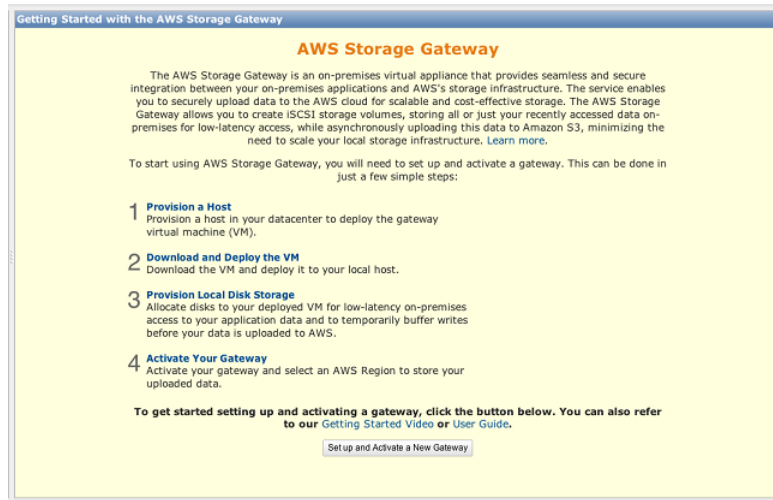 Getting Started with the AWS Storage Gateway
AWS Storage Gateway
The AWS Storage Gateway is an on-premises virtual appliance that provides seamless and secure
integration between your on-premises applications and AWS's storage infrastructure. The service enables
you to securely upload data to the AWS cloud for scalable and cost-effective storage. The AWS Storage
Gateway allows you to create iSCSI storage volumes, storing all or just your recently accessed data on-
premises for low-latency access, while asynchronously uploading this data to Amazon S3, minimizing the
need to scale your local storage infrastructure. Learn more.
To start using AWS Storage Gateway, you will need to set up and activate a gateway. This can be done in
just a few simple steps:
1 Provision a Host
Provision a host in your datacenter to deploy the gateway
virtual machine (VM).
2 Download and Deploy the VM
Download the VM and deploy it to your local host.
3 Provision Local Disk Storage
Allocate disks to your deployed VM for low-latency on-premises
access to your application data and to temporarily buffer writes
before your data is uploaded to AWS.
4 Activate Your Gateway
Activate your gateway and select an AWS Region to store your
uploaded data.
To get started setting up and activating a gateway, click the button below. You can also refer
to our Getting Started Video or User Guide.
Set up and Activate a New Gateway